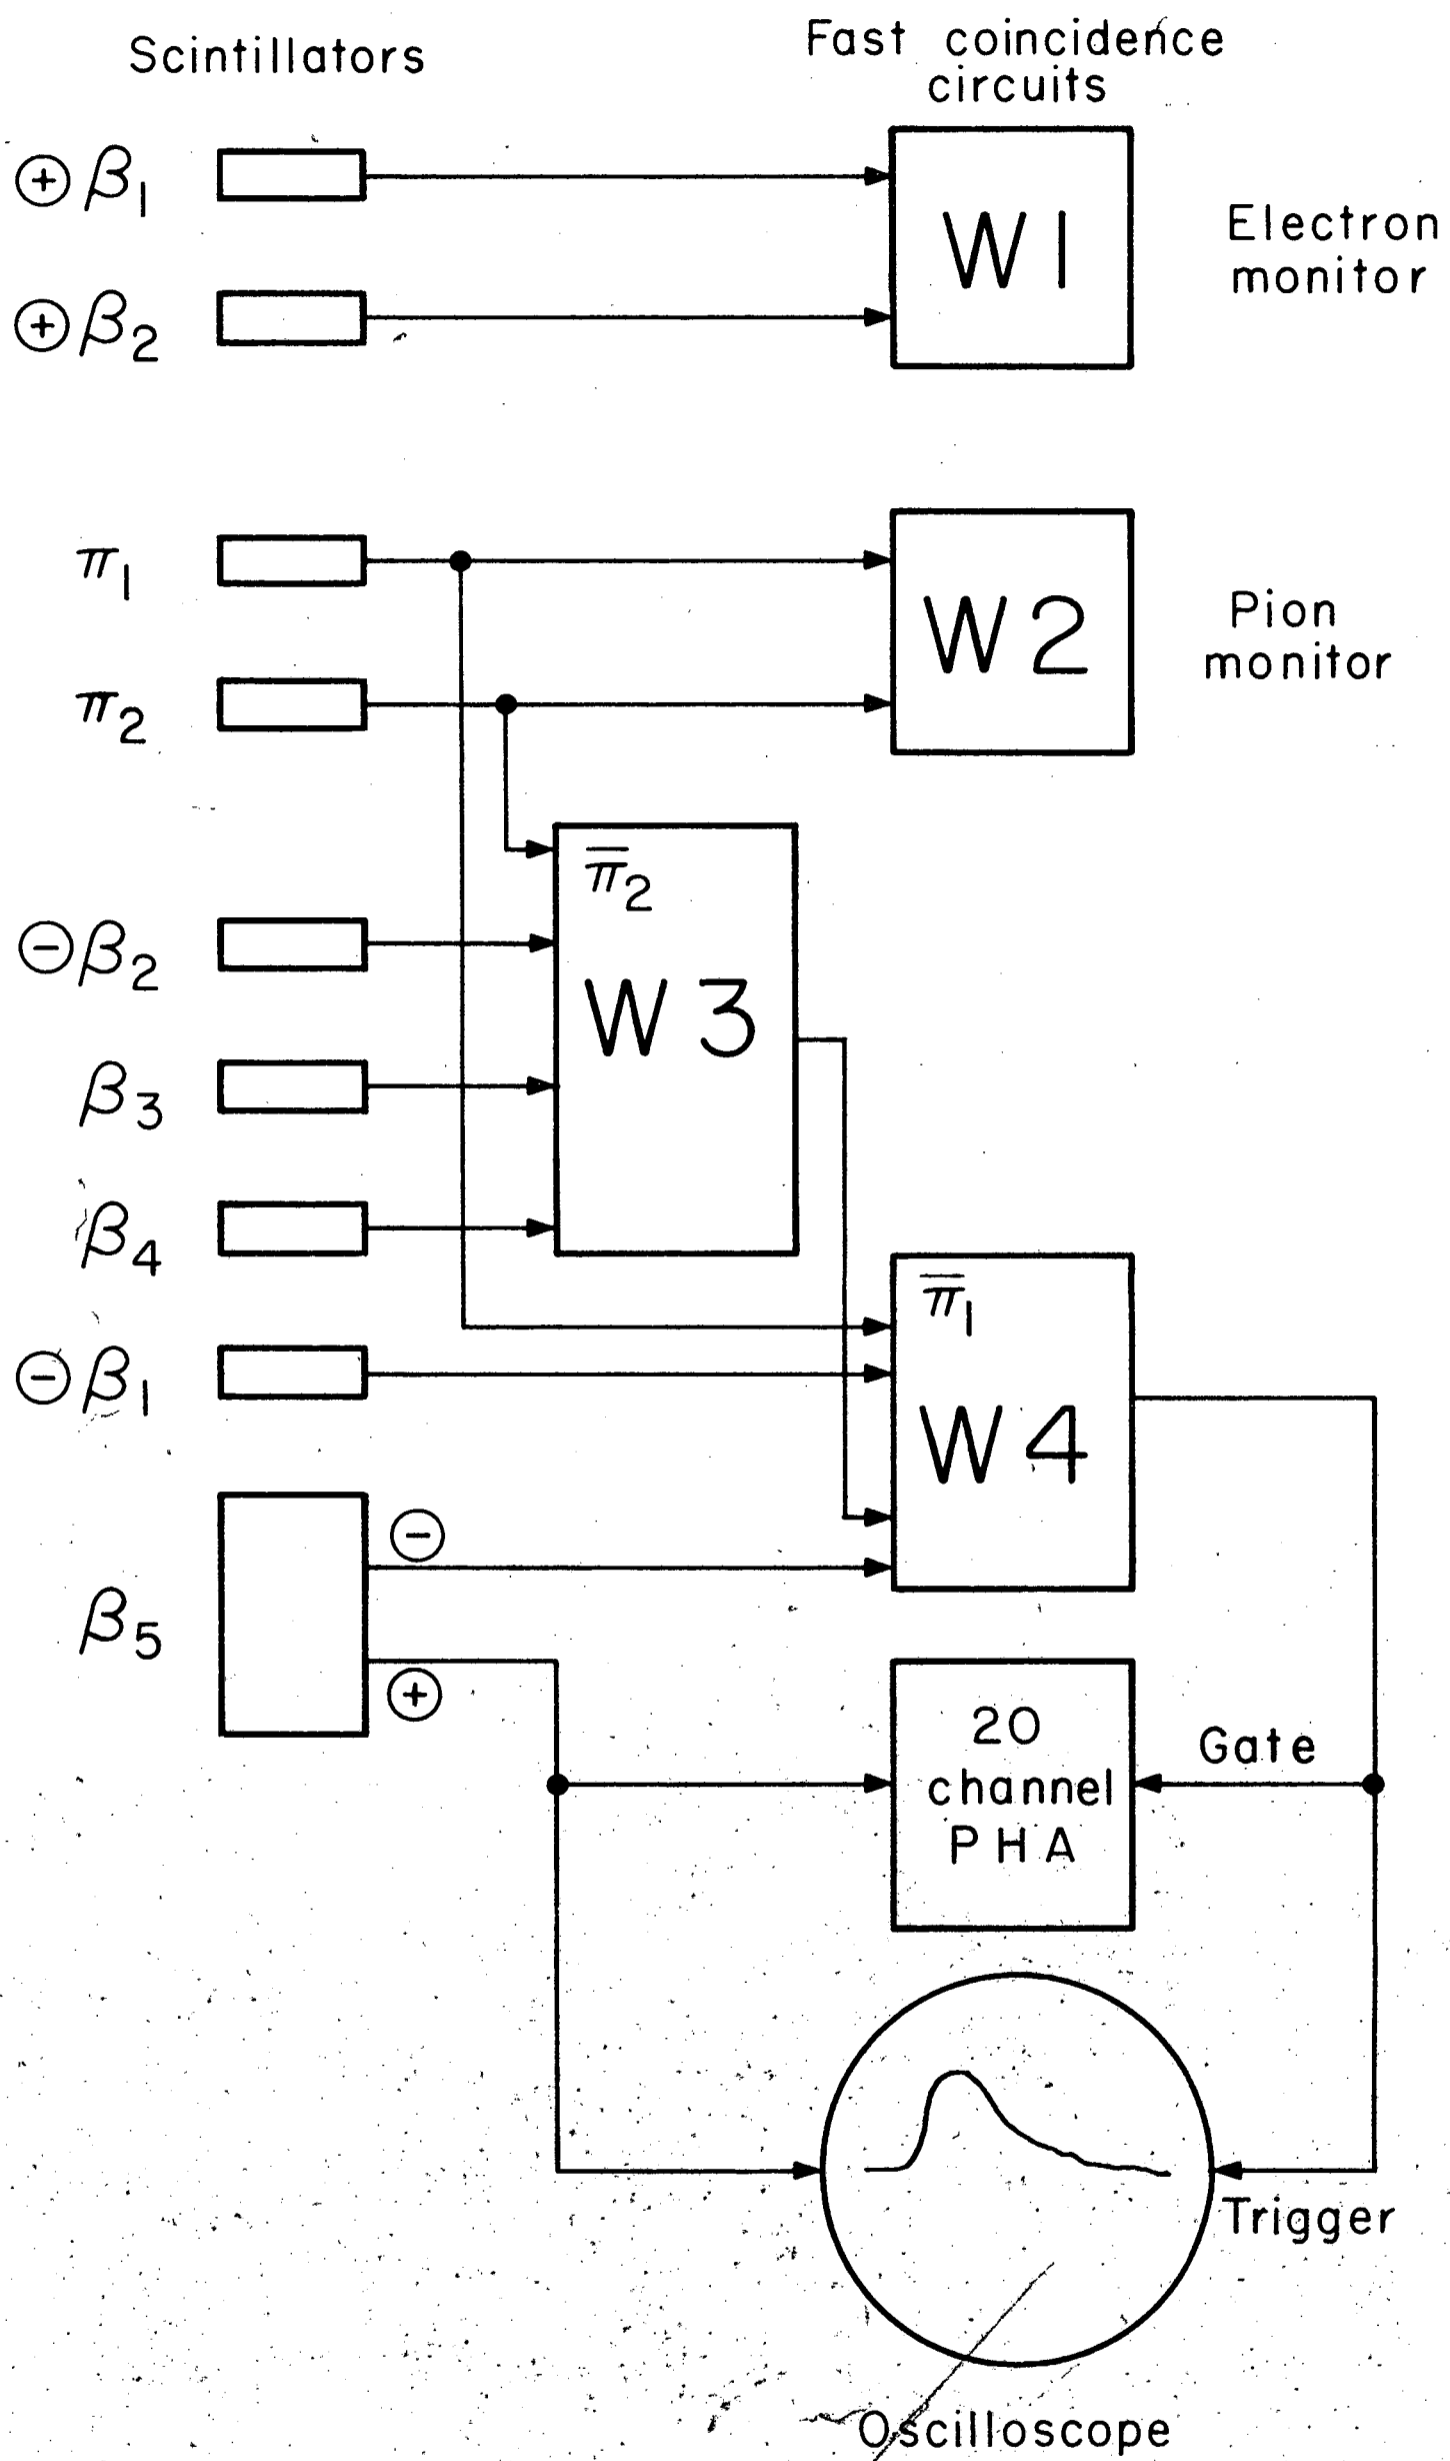 Scintillators
Fast coincidence
circuits
⊕β₁
W1
Electron
monitor
⊕β₂
π₁
W2
Pion
monitor
π₂
π̅₂
⊖β₂
W3
β₃
β₄
π̅₁
⊖β₁
W4
⊖
β₅
⊕
20
channel
PHA
Gate
Trigger
Oscilloscope